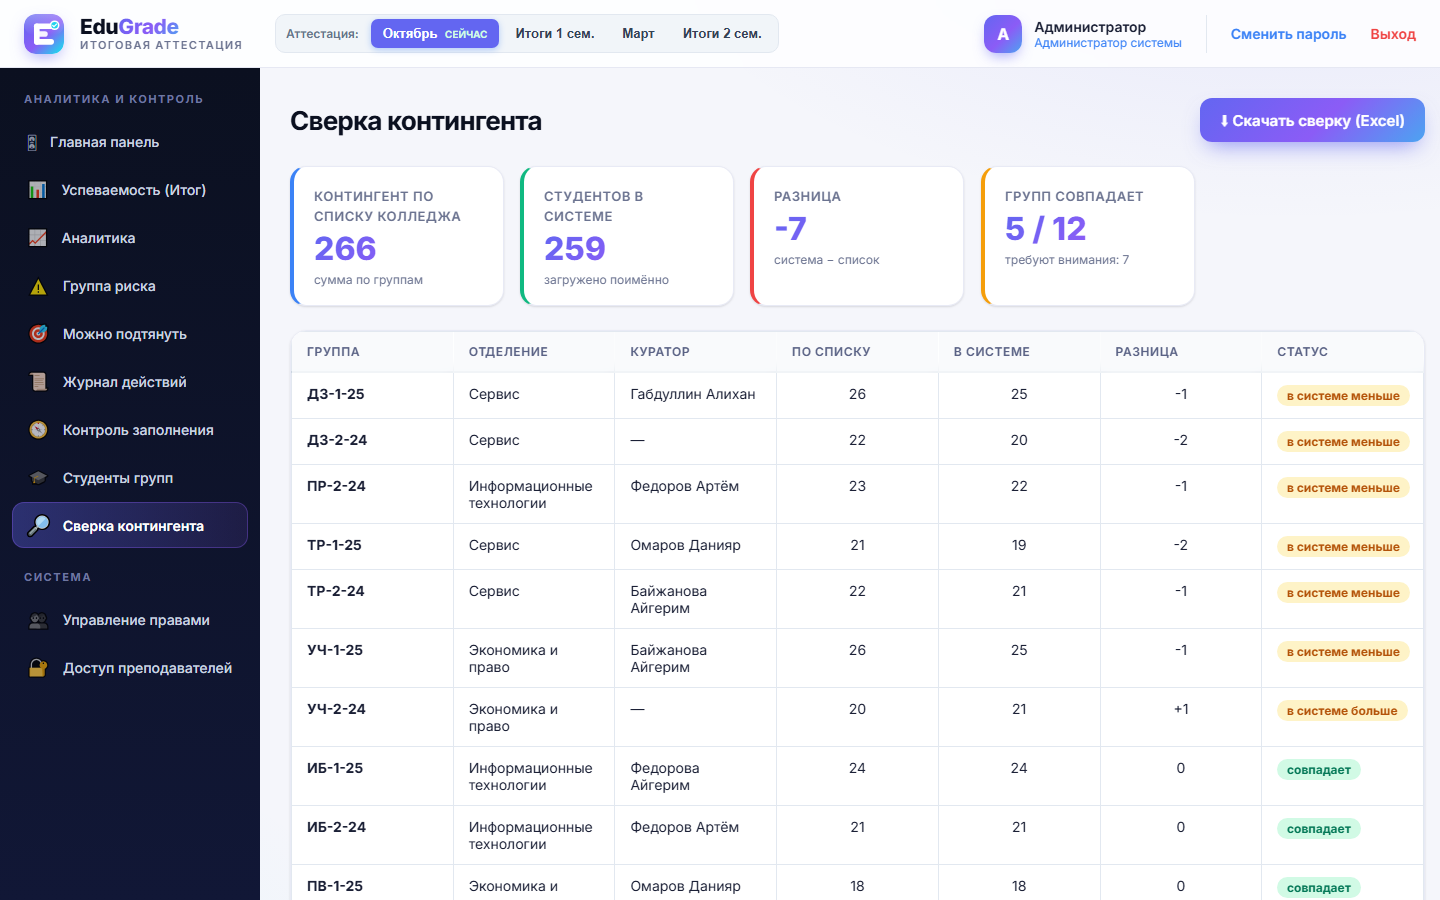 EduGrade
ИТОГОВАЯ АТТЕСТАЦИЯ
Аттестация:
Октябрь СЕЙЧАС
Итоги 1 сем.
Март
Итоги 2 сем.
А
Администратор
Администратор системы
Сменить пароль
Выход
АНАЛИТИКА И КОНТРОЛЬ
Главная панель
Успеваемость (Итог)
Аналитика
Группа риска
Можно подтянуть
Журнал действий
Контроль заполнения
Студенты групп
Сверка контингента
СИСТЕМА
Управление правами
Доступ преподавателей
Сверка контингента
⬇ Скачать сверку (Excel)
КОНТИНГЕНТ ПО
СПИСКУ КОЛЛЕДЖА
266
сумма по группам
СТУДЕНТОВ В
СИСТЕМЕ
259
загружено поимённо
РАЗНИЦА
-7
система − список
ГРУПП СОВПАДАЕТ
5 / 12
требуют внимания: 7
ГРУППА ОТДЕЛЕНИЕ КУРАТОР ПО СПИСКУ В СИСТЕМЕ РАЗНИЦА СТАТУС
ДЗ-1-25 Сервис Габдуллин Алихан 26 25 -1 в системе меньше
ДЗ-2-24 Сервис — 22 20 -2 в системе меньше
ПР-2-24 Информационные Федоров Артём 23 22 -1 в системе меньше
технологии
ТР-1-25 Сервис Омаров Данияр 21 19 -2 в системе меньше
ТР-2-24 Сервис Байжанова 22 21 -1 в системе меньше
Айгерим
УЧ-1-25 Экономика и Байжанова 26 25 -1 в системе меньше
право Айгерим
УЧ-2-24 Экономика и — 20 21 +1 в системе больше
право
ИБ-1-25 Информационные Федорова 24 24 0 совпадает
технологии Айгерим
ИБ-2-24 Информационные Федоров Артём 21 21 0 совпадает
технологии
ПВ-1-25 Экономика и Омаров Данияр 18 18 0 совпадает